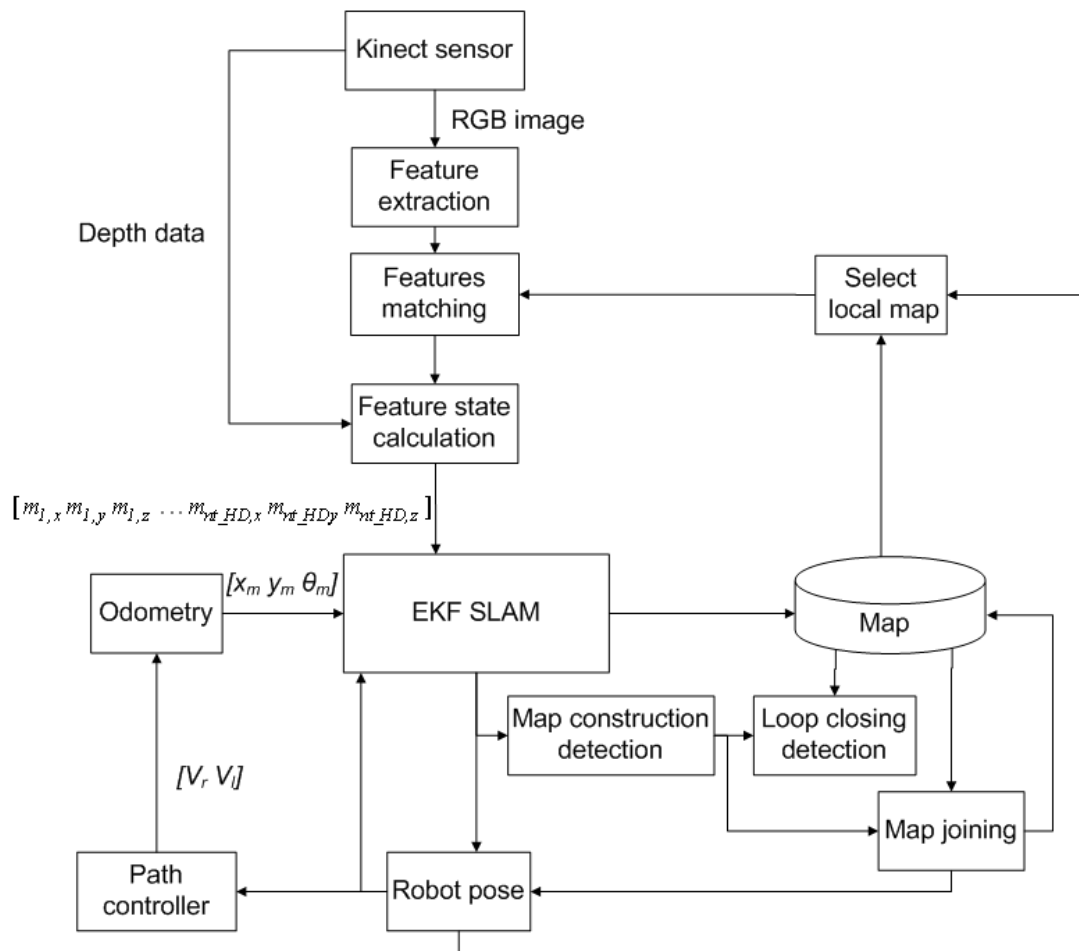 Kinect sensor
RGB image
Feature
extraction
Depth data
Features
matching
Select
local map
Feature state
calculation
[m1,x m1,y m1,z ... mnt_HD,x mnt_HDy mnt_HD,z]
[xm ym θm]
Odometry
EKF SLAM
Map
Map construction
detection
Loop closing
detection
[Vr Vl]
Map joining
Path
controller
Robot pose